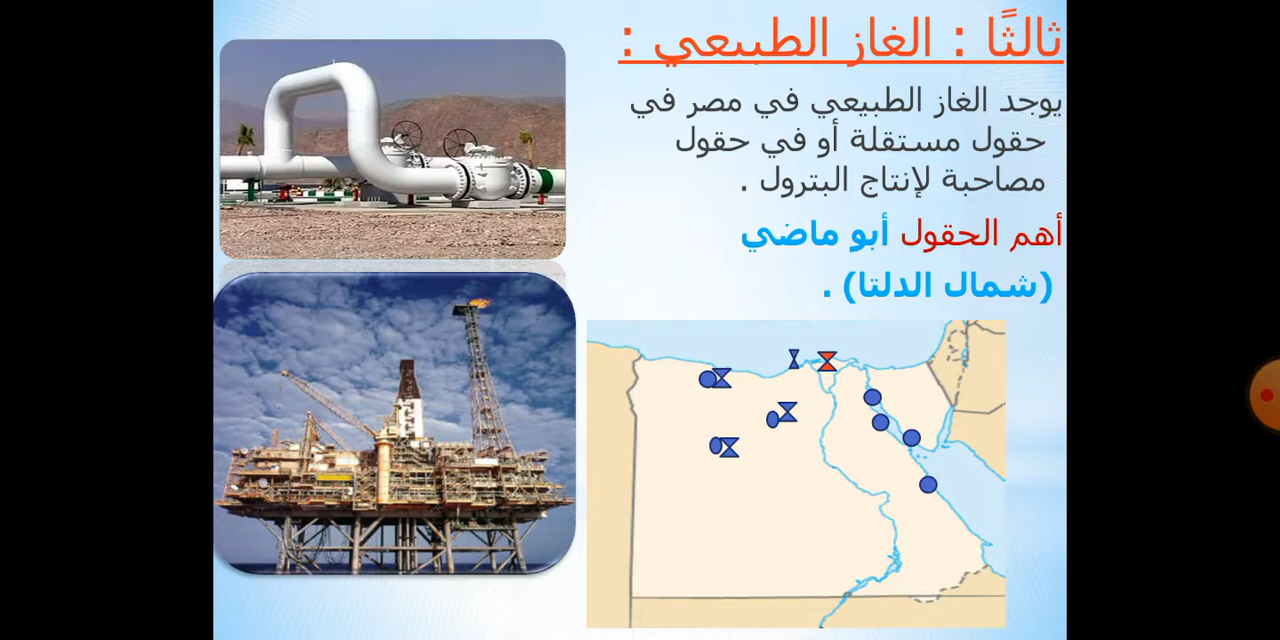 ثالثًا : الغاز الطبيعي :
يوجد الغاز الطبيعي في مصر في
حقول مستقلة أو في حقول
مصاحبة لإنتاج البترول .
أهم الحقول أبو ماضي
(شمال الدلتا) .